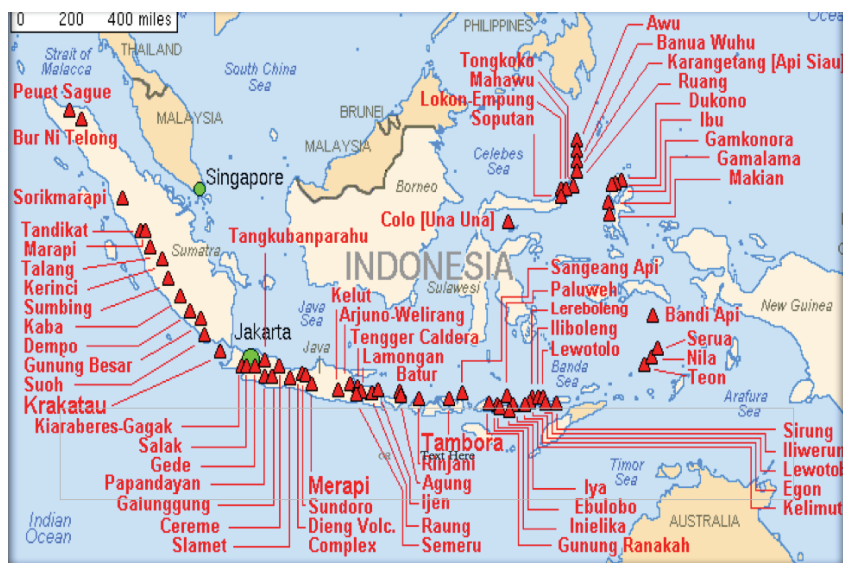 0 200 400 miles
Strait of
Malacca
THAILAND
South China
Sea
PHILIPPINES
Ocea
MALAYSIA
BRUNEI
MALAYSIA
Celebes
Sea
Borneo
Singapore
Peuet Sague
Bur Ni Telong
Sorikmarapi
Tandikat
Marapi
Talang
Kerinci
Sumbing
Kaba
Dempo
Gunung Besar
Suoh
Krakatau
Sumatra
Tangkubanparahu
Jakarta
Java
Sea
Java
INDONESIA
Sulawesi
Colo [Una Una]
Awu
Banua Wuhu
Karangetang [Api Siau]
Ruang
Dukono
Ibu
Gamkonora
Gamalama
Makian
Tongkoko
Mahawu
Lokon-Empung
Soputan
Kelut
Arjuno-Welirang
Tengger Caldera
Lamongan
Batur
Sangeang Api
Paluweh
Lereboleng
Iliboleng
Lewotolo
Banda
Sea
Bandi Api
New Guinea
Serua
Nila
Teon
Arafura
Sea
Kiaraberes-Gagak
Salak
Gede
Papandayan
Galunggung
Cereme
Slamet
Merapi
Sundoro
Dieng Volc.
Complex
Tambora
Text Here
Rinjani
Agung
Ijen
Raung
Semeru
Iya
Ebulobo
Inielika
Gunung Ranakah
Timor
Sea
Sirung
Iliwerun
Lewotob
Egon
Kelimut
Indian
Ocean
AUSTRALIA